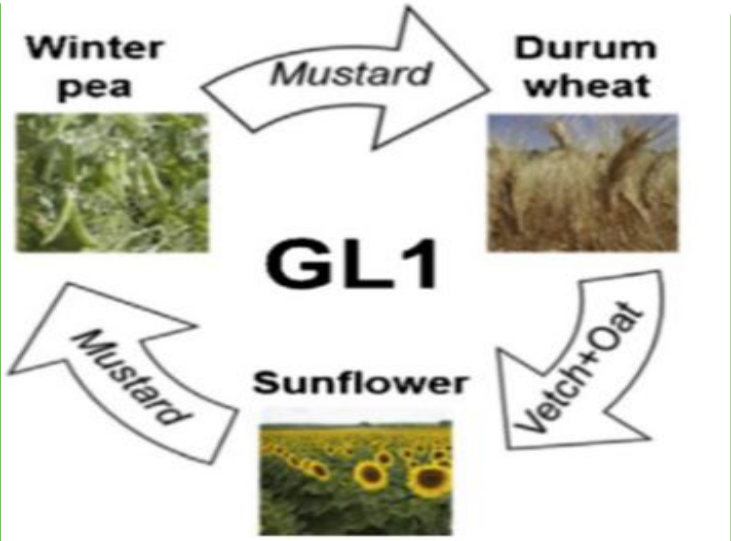 Winter
pea
Mustard
Durum
wheat
GL1
Vetch+Oat
Sunflower
Mustard